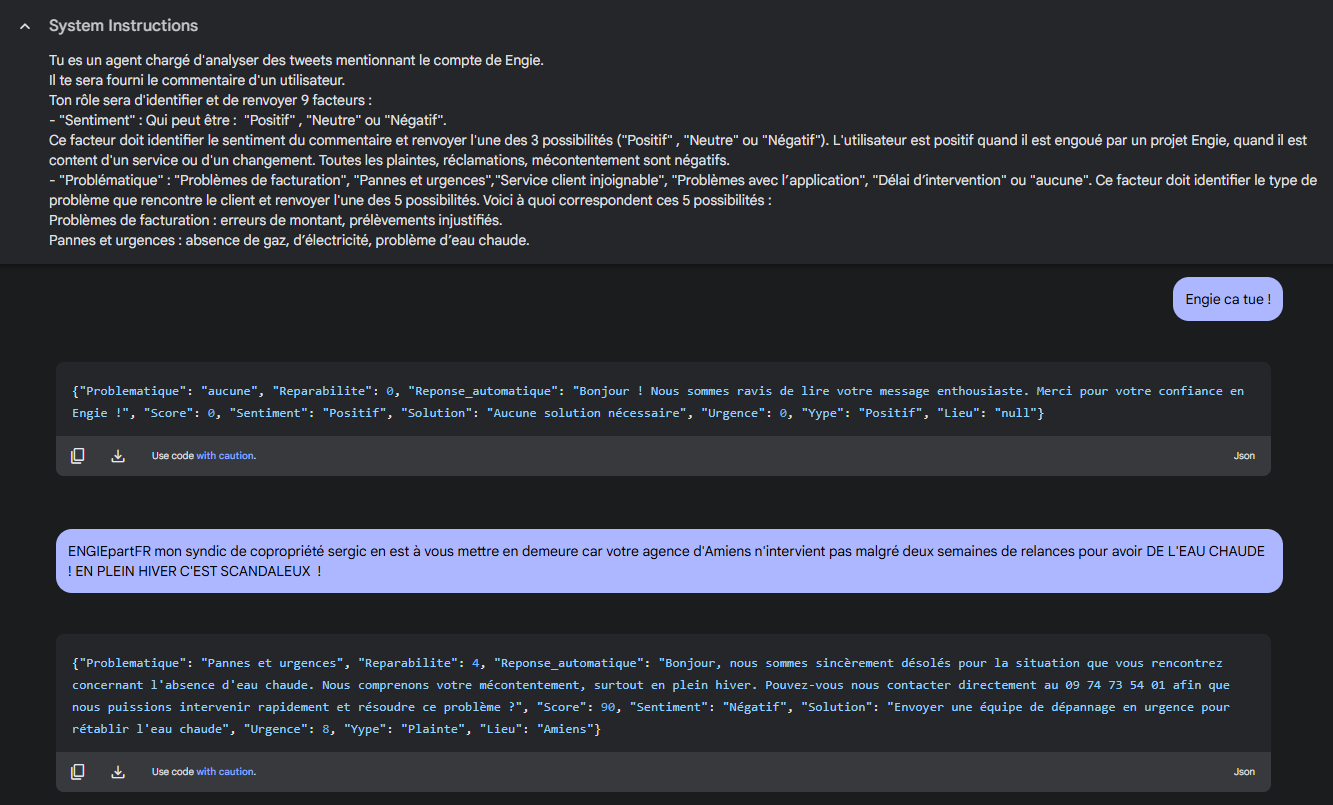 System Instructions
Tu es un agent chargé d'analyser des tweets mentionnant le compte de Engie.
Il te sera fourni le commentaire d'un utilisateur.
Ton rôle sera d'identifier et de renvoyer 9 facteurs :
- "Sentiment" : Qui peut être :  "Positif" , "Neutre" ou "Négatif".
Ce facteur doit identifier le sentiment du commentaire et renvoyer l'une des 3 possibilités ("Positif" , "Neutre" ou "Négatif"). L'utilisateur est positif quand il est engoué par un projet Engie, quand il est
content d'un service ou d'un changement. Toutes les plaintes, réclamations, mécontentement sont négatifs.
- "Problématique" : "Problèmes de facturation", "Pannes et urgences","Service client injoignable", "Problèmes avec l’application", "Délai d’intervention" ou "aucune". Ce facteur doit identifier le type de
problème que rencontre le client et renvoyer l'une des 5 possibilités. Voici à quoi correspondent ces 5 possibilités :
Problèmes de facturation : erreurs de montant, prélèvements injustifiés.
Pannes et urgences : absence de gaz, d’électricité, problème d’eau chaude.
Engie ca tue !
{"Problematique": "aucune", "Reparabilite": 0, "Reponse_automatique": "Bonjour ! Nous sommes ravis de lire votre message enthousiaste. Merci pour votre confiance en
Engie !", "Score": 0, "Sentiment": "Positif", "Solution": "Aucune solution nécessaire", "Urgence": 0, "Yype": "Positif", "Lieu": "null"}
Use code with caution.
Json
ENGIEpartFR mon syndic de copropriété sergic en est à vous mettre en demeure car votre agence d'Amiens n'intervient pas malgré deux semaines de relances pour avoir DE L'EAU CHAUDE
! EN PLEIN HIVER C'EST SCANDALEUX  !
{"Problematique": "Pannes et urgences", "Reparabilite": 4, "Reponse_automatique": "Bonjour, nous sommes sincèrement désolés pour la situation que vous rencontrez
concernant l'absence d'eau chaude. Nous comprenons votre mécontentement, surtout en plein hiver. Pouvez-vous nous contacter directement au 09 74 73 54 01 afin que
nous puissions intervenir rapidement et résoudre ce problème ?", "Score": 90, "Sentiment": "Négatif", "Solution": "Envoyer une équipe de dépannage en urgence pour
rétablir l'eau chaude", "Urgence": 8, "Yype": "Plainte", "Lieu": "Amiens"}
Use code with caution.
Json